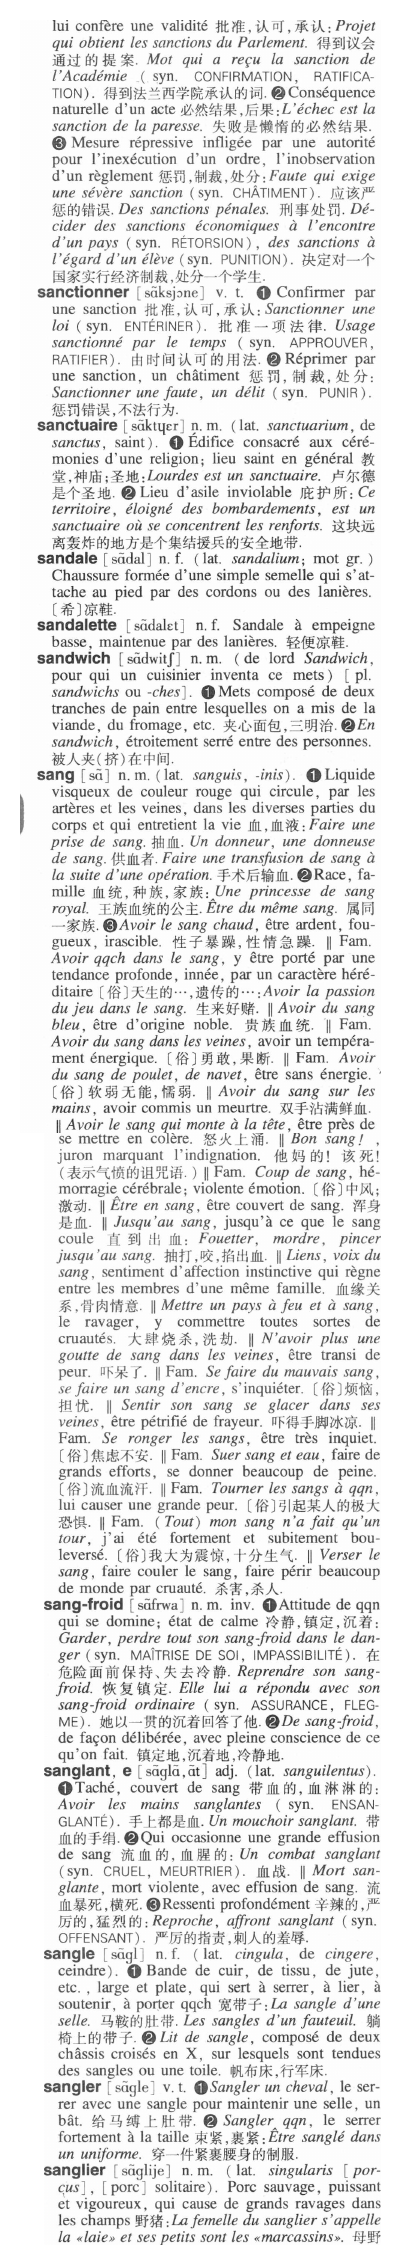 lui confère une validité 批准,认可,承认:Projet
qui obtient les sanctions du Parlement. 得到议会
通过的提案. Mot qui a reçu la sanction de
l'Académie (syn. CONFIRMATION, RATIFICA-
TION). 得到法兰西学院承认的词. ❷Conséquence
naturelle d'un acte 必然结果,后果:L'échec est la
sanction de la paresse. 失败是懒惰的必然结果.
❸ Mesure répressive infligée par une autorité
pour l'inexécution d'un ordre, l'inobservation
d'un règlement 惩罚,制裁,处分:Faute qui exige
une sévère sanction (syn. CHÂTIMENT). 应该严
惩的错误. Des sanctions pénales. 刑事处罚. Dé-
cider des sanctions économiques à l'encontre
d'un pays (syn. RÉTORSION), des sanctions à
l'égard d'un élève (syn. PUNITION). 决定对一个
国家实行经济制裁,处分一个学生.
sanctionner [sɑ̃ksjɔne] v. t. ❶ Confirmer par
une sanction 批准,认可,承认: Sanctionner une
loi (syn. ENTÉRINER). 批准一项法律. Usage
sanctionné par le temps (syn. APPROUVER,
RATIFIER). 由时间认可的用法. ❷ Réprimer par
une sanction, un châtiment 惩罚,制裁,处分:
Sanctionner une faute, un délit (syn. PUNIR).
惩罚错误,不法行为.
sanctuaire [sɑ̃ktɥɛr] n. m. (lat. sanctuarium, de
sanctus, saint). ❶ Édifice consacré aux céré-
monies d'une religion; lieu saint en général 教
堂,神庙;圣地:Lourdes est un sanctuaire. 卢尔德
是个圣地. ❷ Lieu d'asile inviolable 庇护所:Ce
territoire, éloigné des bombardements, est un
sanctuaire où se concentrent les renforts. 这块远
离轰炸的地方是个集结援兵的安全地带.
sandale [sɑ̃dal] n. f. (lat. sandalium; mot gr.)
Chaussure formée d'une simple semelle qui s'at-
tache au pied par des cordons ou des lanières.
〔希〕凉鞋.
sandalette [sɑ̃dalɛt] n. f. Sandale à empeigne
basse, maintenue par des lanières. 轻便凉鞋.
sandwich [sɑ̃dwitʃ] n. m. (de lord Sandwich,
pour qui un cuisinier inventa ce mets) [pl.
sandwichs ou -ches]. ❶Mets composé de deux
tranches de pain entre lesquelles on a mis de la
viande, du fromage, etc. 夹心面包,三明治. ❷En
sandwich, étroitement serré entre des personnes.
被人夹(挤)在中间.
sang [sɑ̃] n. m. (lat. sanguis, -inis). ❶Liquide
visqueux de couleur rouge qui circule, par les
artères et les veines, dans les diverses parties du
corps et qui entretient la vie 血,血液:Faire une
prise de sang. 抽血. Un donneur, une donneuse
de sang. 供血者. Faire une transfusion de sang à
la suite d'une opération. 手术后输血. ❷Race, fa-
mille 血统,种族,家族: Une princesse de sang
royal. 王族血统的公主. Être du même sang. 属同
一家族. ❸Avoir le sang chaud, être ardent, fou-
gueux, irascible. 性子暴躁,性情急躁. ‖ Fam.
Avoir qqch dans le sang, y être porté par une
tendance profonde, innée, par un caractère héré-
ditaire〔俗〕天生的…,遗传的…:Avoir la passion
du jeu dans le sang. 生来好赌. ‖ Avoir du sang
bleu, être d'origine noble. 贵族血统. ‖ Fam.
Avoir du sang dans les veines, avoir un tempéra-
ment énergique. 〔俗〕勇敢,果断. ‖ Fam. Avoir
du sang de poulet, de navet, être sans énergie.
〔俗〕软弱无能,懦弱. ‖ Avoir du sang sur les
mains, avoir commis un meurtre. 双手沾满鲜血.
‖ Avoir le sang qui monte à la tête, être près de
se mettre en colère. 怒火上涌. ‖ Bon sang! ,
juron marquant l'indignation. 他妈的! 该死!
(表示气愤的诅咒语.) ‖ Fam. Coup de sang, hé-
morragie cérébrale; violente émotion. 〔俗〕中风;
激动. ‖ Être en sang, être couvert de sang. 浑身
是血. ‖ Jusqu'au sang, jusqu'à ce que le sang
coule 直到出血: Fouetter, mordre, pincer
jusqu'au sang. 抽打,咬,掐出血. ‖ Liens, voix du
sang, sentiment d'affection instinctive qui règne
entre les membres d'une même famille. 血缘关
系,骨肉情意. ‖ Mettre un pays à feu et à sang,
le ravager, y commettre toutes sortes de
cruautés. 大肆烧杀,洗劫. ‖ N'avoir plus une
goutte de sang dans les veines, être transi de
peur. 吓呆了. ‖ Fam. Se faire du mauvais sang,
se faire un sang d'encre, s'inquiéter. 〔俗〕烦恼,
担忧. ‖ Sentir son sang se glacer dans ses
veines, être pétrifié de frayeur. 吓得手脚冰凉. ‖
Fam. Se ronger les sangs, être très inquiet.
〔俗〕焦虑不安. ‖ Fam. Suer sang et eau, faire de
grands efforts, se donner beaucoup de peine.
〔俗〕流血流汗. ‖ Fam. Tourner les sangs à qqn,
lui causer une grande peur. 〔俗〕引起某人的极大
恐惧. ‖ Fam. (Tout) mon sang n'a fait qu'un
tour, j'ai été fortement et subitement bou-
leversé. 〔俗〕我大为震惊,十分生气. ‖ Verser le
sang, faire couler le sang, faire périr beaucoup
de monde par cruauté. 杀害,杀人.
sang-froid [sɑ̃frwa] n. m. inv. ❶Attitude de qqn
qui se domine; état de calme 冷静,镇定,沉着:
Garder, perdre tout son sang-froid dans le dan-
ger (syn. MAÎTRISE DE SOI, IMPASSIBILITÉ). 在
危险面前保持、失去冷静. Reprendre son sang-
froid. 恢复镇定. Elle lui a répondu avec son
sang-froid ordinaire (syn. ASSURANCE, FLEG-
ME). 她以一贯的沉着回答了他. ❷De sang-froid,
de façon délibérée, avec pleine conscience de ce
qu'on fait. 镇定地,沉着地,冷静地.
sanglant, e [sɑ̃glɑ̃, ɑ̃t] adj. (lat. sanguilentus).
❶Taché, couvert de sang 带血的,血淋淋的:
Avoir les mains sanglantes (syn. ENSAN-
GLANTÉ). 手上都是血. Un mouchoir sanglant. 带
血的手绢. ❷Qui occasionne une grande effusion
de sang 流血的,血腥的: Un combat sanglant
(syn. CRUEL, MEURTRIER). 血战. ‖ Mort san-
glante, mort violente, avec effusion de sang. 流
血暴死,横死. ❸Ressenti profondément 辛辣的,严
厉的,猛烈的: Reproche, affront sanglant (syn.
OFFENSANT). 严厉的指责,刺人的羞辱.
sangle [sɑ̃gl] n. f. (lat. cingula, de cingere,
ceindre). ❶ Bande de cuir, de tissu, de jute,
etc. , large et plate, qui sert à serrer, à lier, à
soutenir, à porter qqch 宽带子:La sangle d'une
selle. 马鞍的肚带. Les sangles d'un fauteuil. 躺
椅上的带子. ❷ Lit de sangle, composé de deux
châssis croisés en X, sur lesquels sont tendues
des sangles ou une toile. 帆布床,行军床.
sangler [sɑ̃gle] v. t. ❶Sangler un cheval, le ser-
rer avec une sangle pour maintenir une selle, un
bât. 给马缚上肚带. ❷ Sangler qqn, le serrer
fortement à la taille 束紧,裹紧:Être sanglé dans
un uniforme. 穿一件紧裹腰身的制服.
sanglier [sɑ̃glije] n. m. (lat. singularis [por-
cus], [porc] solitaire). Porc sauvage, puissant
et vigoureux, qui cause de grands ravages dans
les champs 野猪:La femelle du sanglier s'appelle
la «laie» et ses petits sont les «marcassins». 母野